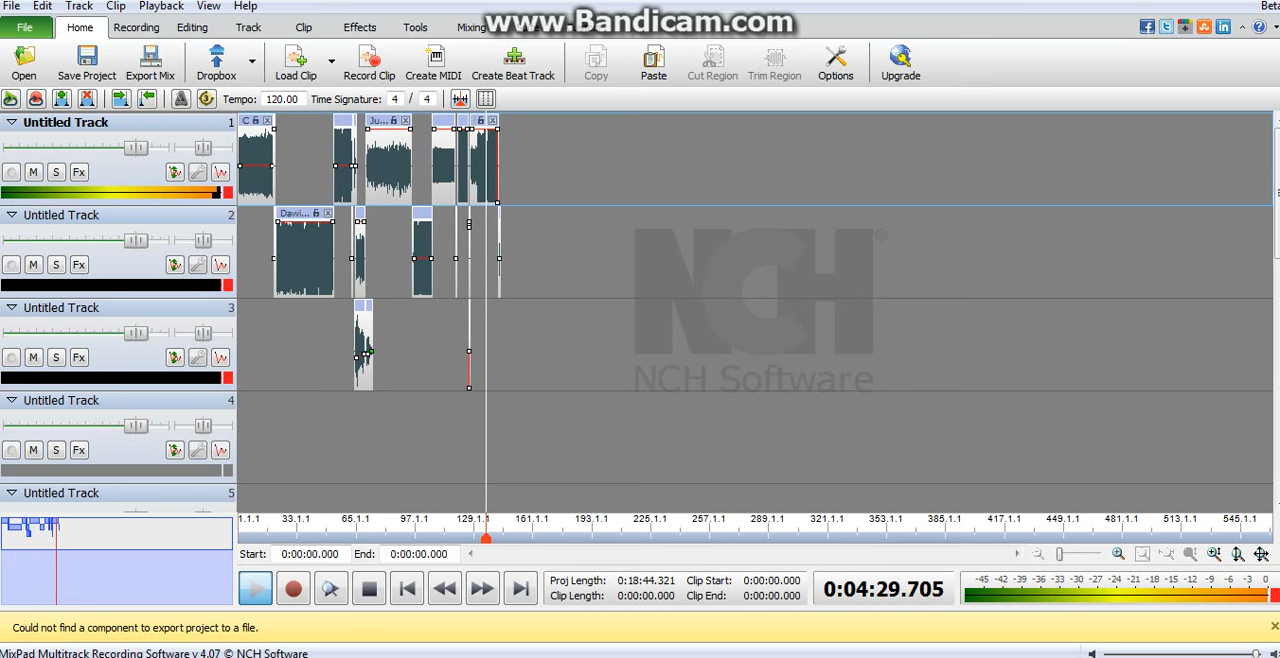 www.Bandicam.com
File Edit Track Clip Playback View Help Beta
File Home Recording Editing Track Clip Effects Tools Mixing
Open Save Project Export Mix Dropbox Load Clip Record Clip Create MIDI Create Beat Track Copy Paste Cut Region Trim Region Options Upgrade
Tempo: 120.00 Time Signature: 4 / 4
Untitled Track 1
C Ju...
M S Fx
Untitled Track 2
Dawi...
M S Fx
Untitled Track 3
M S Fx
Untitled Track 4
M S Fx
Untitled Track 5
NCH®
NCH Software
1.1.1 33.1.1 65.1.1 97.1.1 129.1.1 161.1.1 193.1.1 225.1.1 257.1.1 289.1.1 321.1.1 353.1.1 385.1.1 417.1.1 449.1.1 481.1.1 513.1.1 545.1.1
Start: 0:00:00.000 End: 0:00:00.000
Proj Length: 0:18:44.321 Clip Start: 0:00:00.000
Clip Length: 0:00:00.000 Clip End: 0:00:00.000
0:04:29.705
-45 -42 -39 -36 -33 -30 -27 -24 -21 -18 -15 -12 -9 -6 -3 0
Could not find a component to export project to a file.
MixPad Multitrack Recording Software v 4.07 © NCH Software